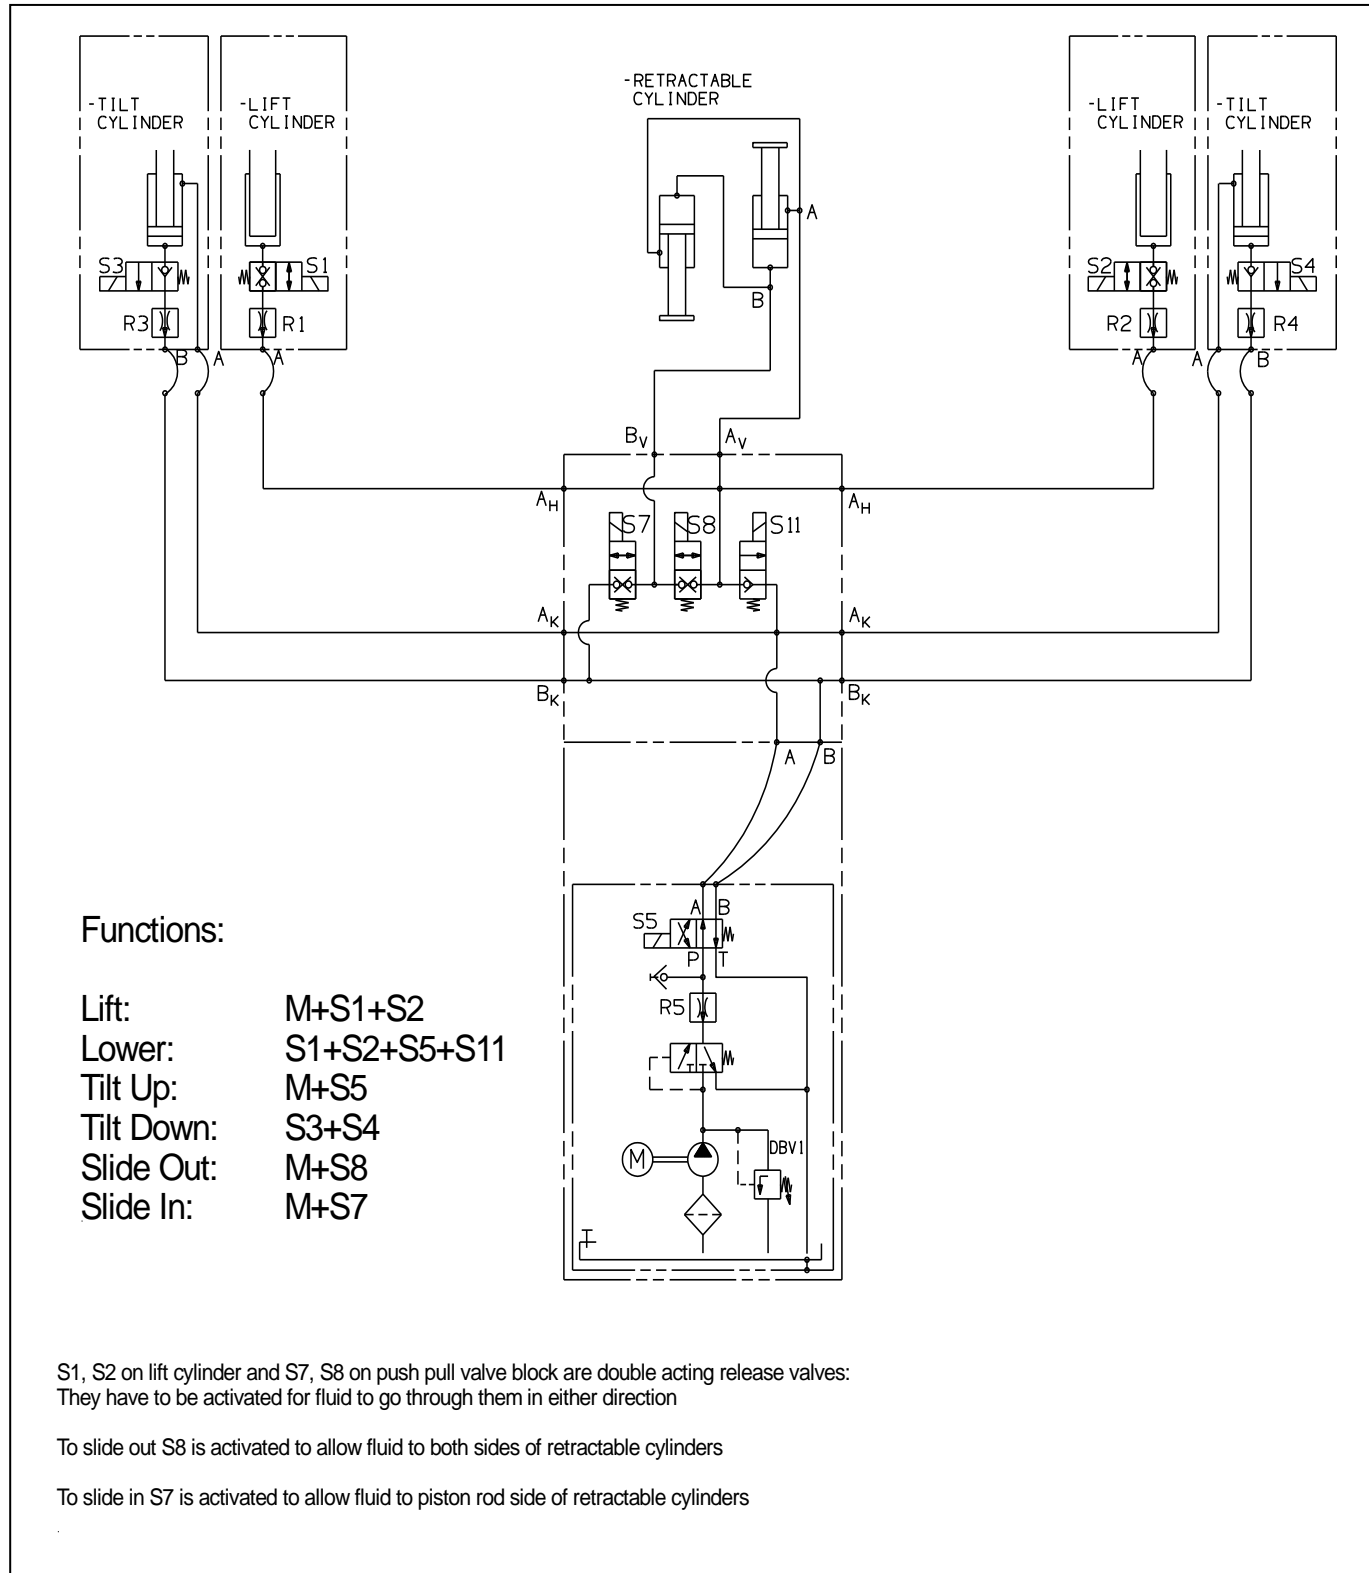 -TILT
CYLINDER
-LIFT
CYLINDER
-RETRACTABLE
CYLINDER
-LIFT
CYLINDER
-TILT
CYLINDER
A
S3
S1
S2
S4
B
R3
R1
R2
R4
B
A
A
A
A
B
BV
AV
AH
AH
S7
S8
S11
AK
AK
BK
BK
A
B
A
B
S5
P
T
R5
M
DBV1
T
Functions:
Lift: M+S1+S2
Lower: S1+S2+S5+S11
Tilt Up: M+S5
Tilt Down: S3+S4
Slide Out: M+S8
Slide In: M+S7
S1, S2 on lift cylinder and S7, S8 on push pull valve block are double acting release valves:
They have to be activated for fluid to go through them in either direction
To slide out S8 is activated to allow fluid to both sides of retractable cylinders
To slide in S7 is activated to allow fluid to piston rod side of retractable cylinders